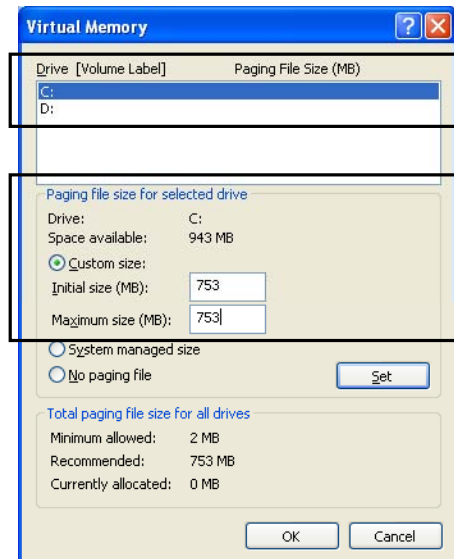 Virtual Memory
Drive [Volume Label] Paging File Size (MB)
C:
D:
Paging file size for selected drive
Drive: C:
Space available: 943 MB
Custom size:
Initial size (MB): 753
Maximum size (MB): 753
System managed size
No paging file Set
Total paging file size for all drives
Minimum allowed: 2 MB
Recommended: 753 MB
Currently allocated: 0 MB
OK Cancel